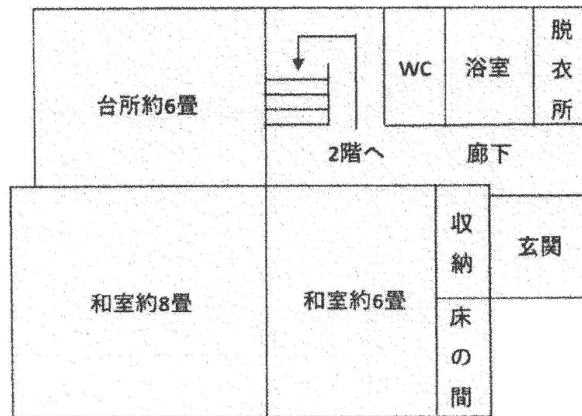 台所約6畳
2階へ
WC
浴室
脱衣所
廊下
和室約8畳
和室約6畳
収納
床の間
玄関